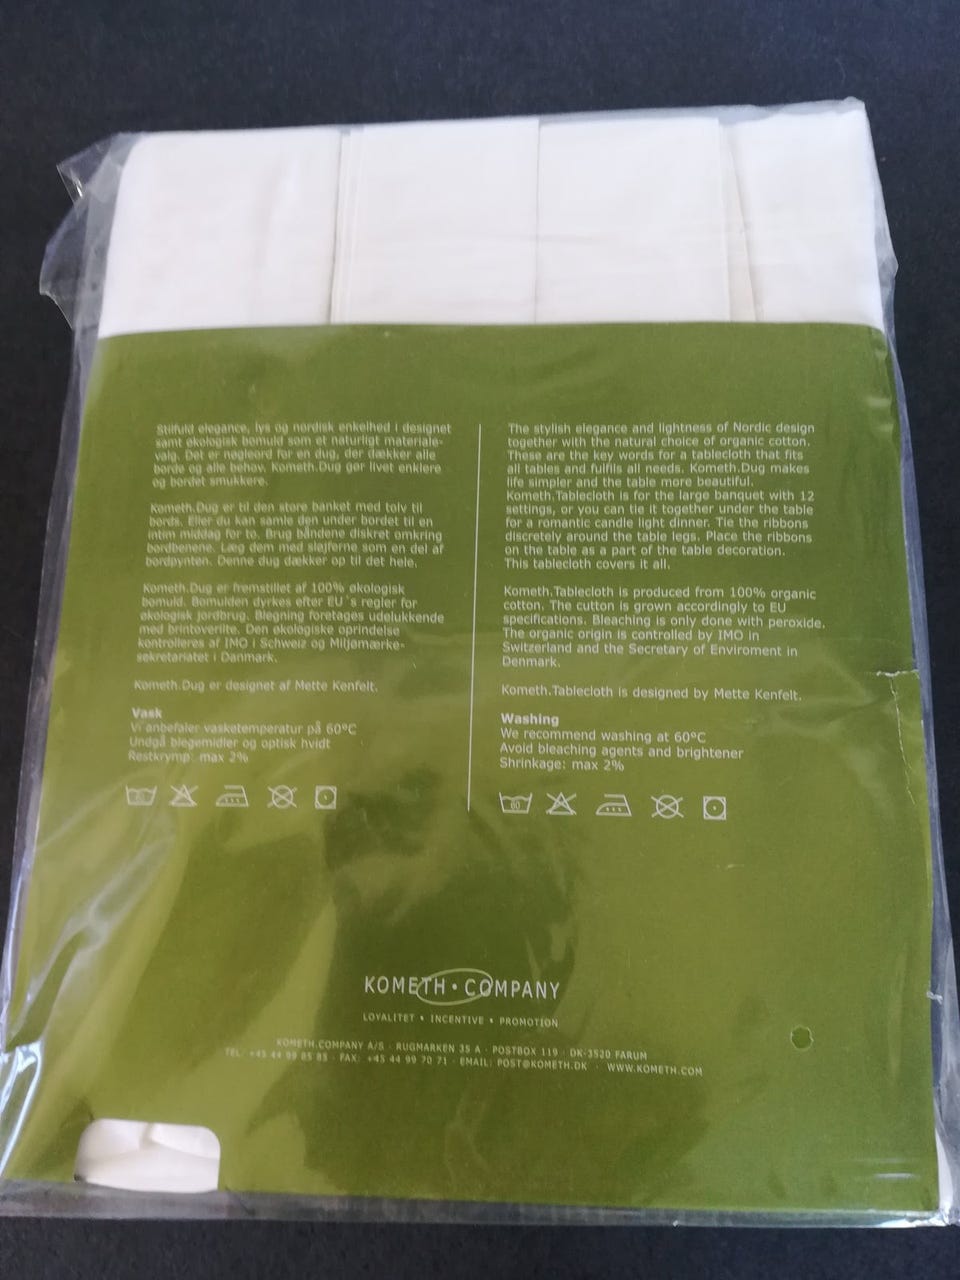 Stilfuld elegance, lys og nordisk enkelhed i designet
samt økologisk bomuld som et naturligt materiale-
valg. Det er nøgleord for en dug, der dækker alle
borde og alle behov. Kometh.Dug gør livet enklere
og bordet smukkere.
Kometh.Dug er til den store banket med tolv til
bords. Eller du kan samle den under bordet til en
intim middag for to. Brug båndene diskret omkring
bordbenene. Læg dem med sløjferne som en del af
bordpynten. Denne dug dækker op til det hele.
Kometh.Dug er fremstillet af 100% økologisk
bomuld. Bomulden dyrkes efter EU´s regler for
økologisk jordbrug. Blegning foretages udelukkende
med brintoverilte. Den økologiske oprindelse
kontrolleres af IMO i Schweiz og Miljømærke-
sekretariatet i Danmark.
Kometh.Dug er designet af Mette Kenfelt.
Vask
Vi anbefaler vasketemperatur på 60°C
Undgå blegemidler og optisk hvidt
Restkrymp: max 2%
60
The stylish elegance and lightness of Nordic design
together with the natural choice of organic cotton.
These are the key words for a tablecloth that fits
all tables and fulfils all needs. Kometh.Dug makes
life simpler and the table more beautiful.
Kometh.Tablecloth is for the large banquet with 12
settings, or you can tie it together under the table
for a romantic candle light dinner. Tie the ribbons
discretely around the table legs. Place the ribbons
on the table as a part of the table decoration.
This tablecloth covers it all.
Kometh.Tablecloth is produced from 100% organic
cotton. The cutton is grown accordingly to EU
specifications. Bleaching is only done with peroxide.
The organic origin is controlled by IMO in
Switzerland and the Secretary of Enviroment in
Denmark.
Kometh.Tablecloth is designed by Mette Kenfelt.
Washing
We recommend washing at 60°C
Avoid bleaching agents and brightener
Shrinkage: max 2%
60
KOMETH • COMPANY
LOYALITET • INCENTIVE • PROMOTION
KOMETH.COMPANY A/S · RUGMARKEN 35 A · POSTBOX 119 · DK-3520 FARUM
TEL: +45 44 99 85 85 · FAX: +45 44 99 70 71 · EMAIL: POST@KOMETH.DK · WWW.KOMETH.COM